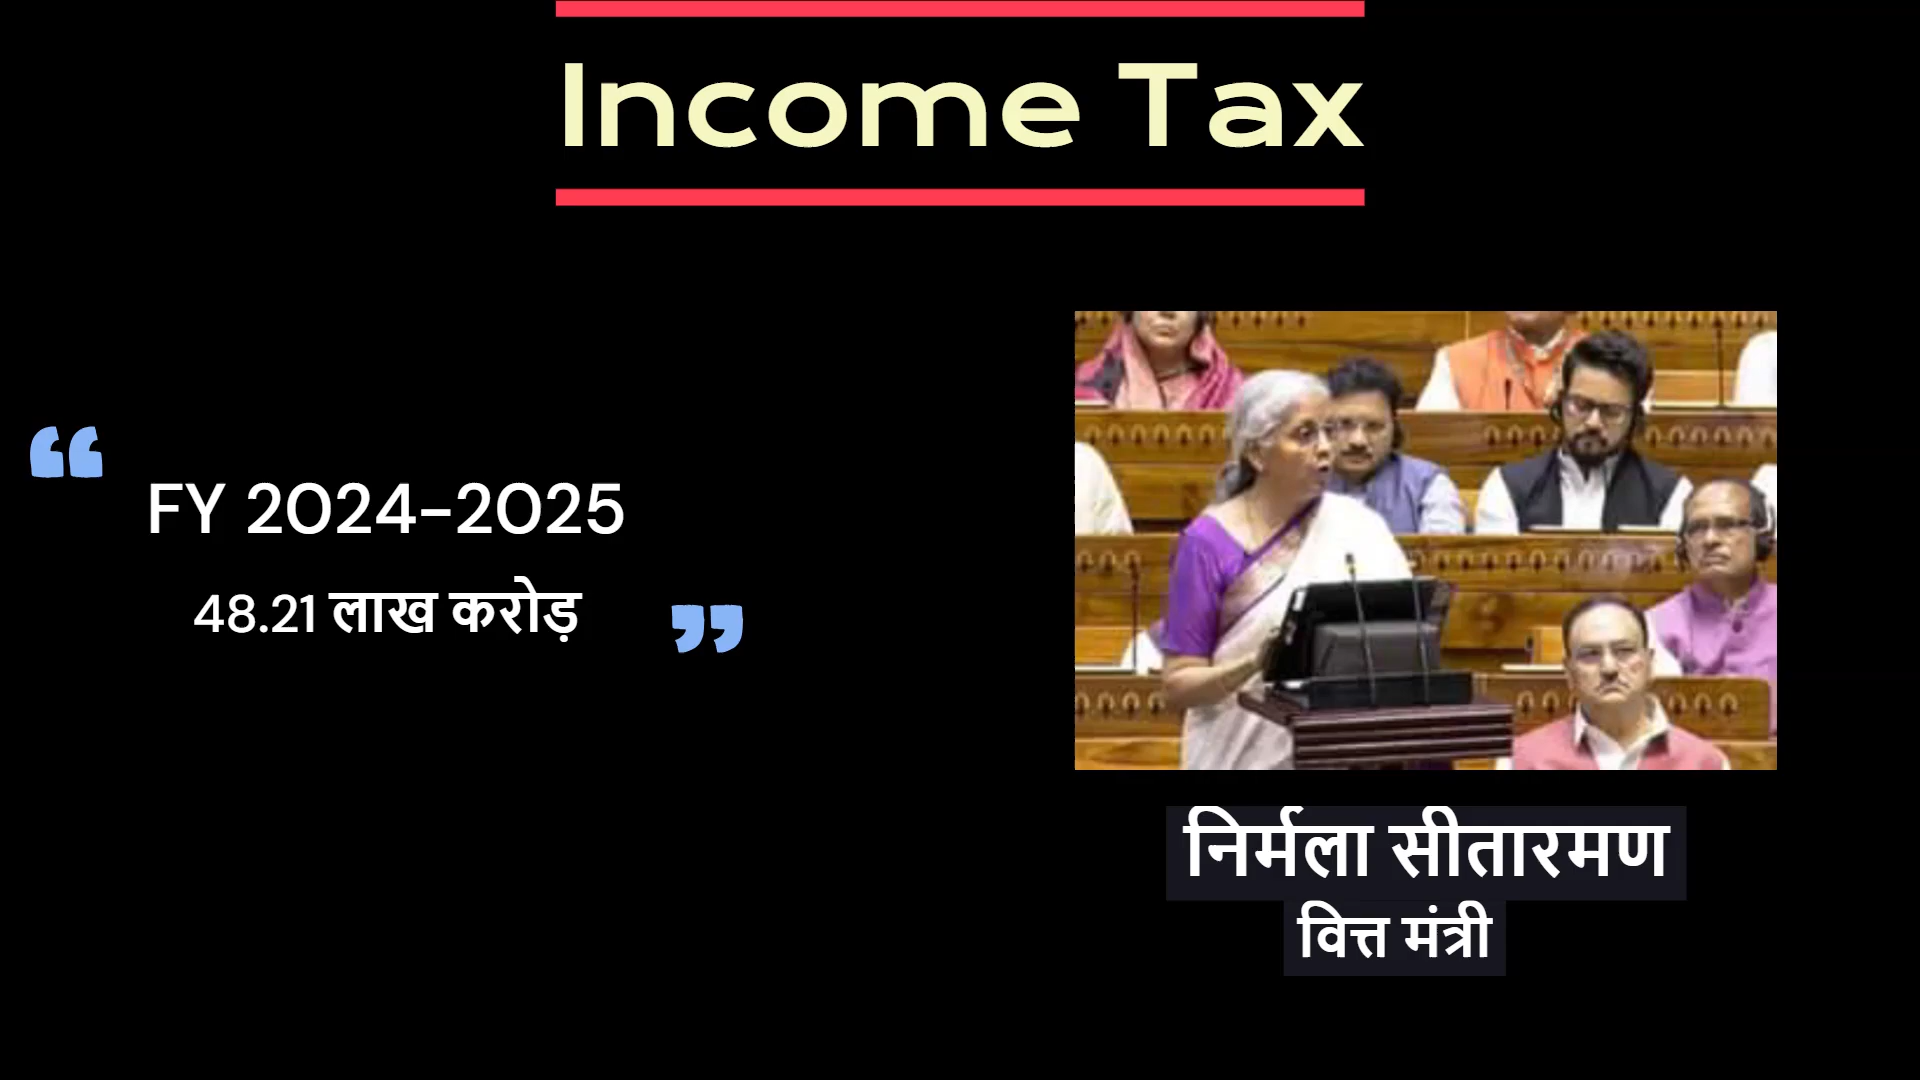 Income Tax
“
FY 2024-2025
48.21 लाख करोड़
”
निर्मला सीतारमण
वित्त मंत्री